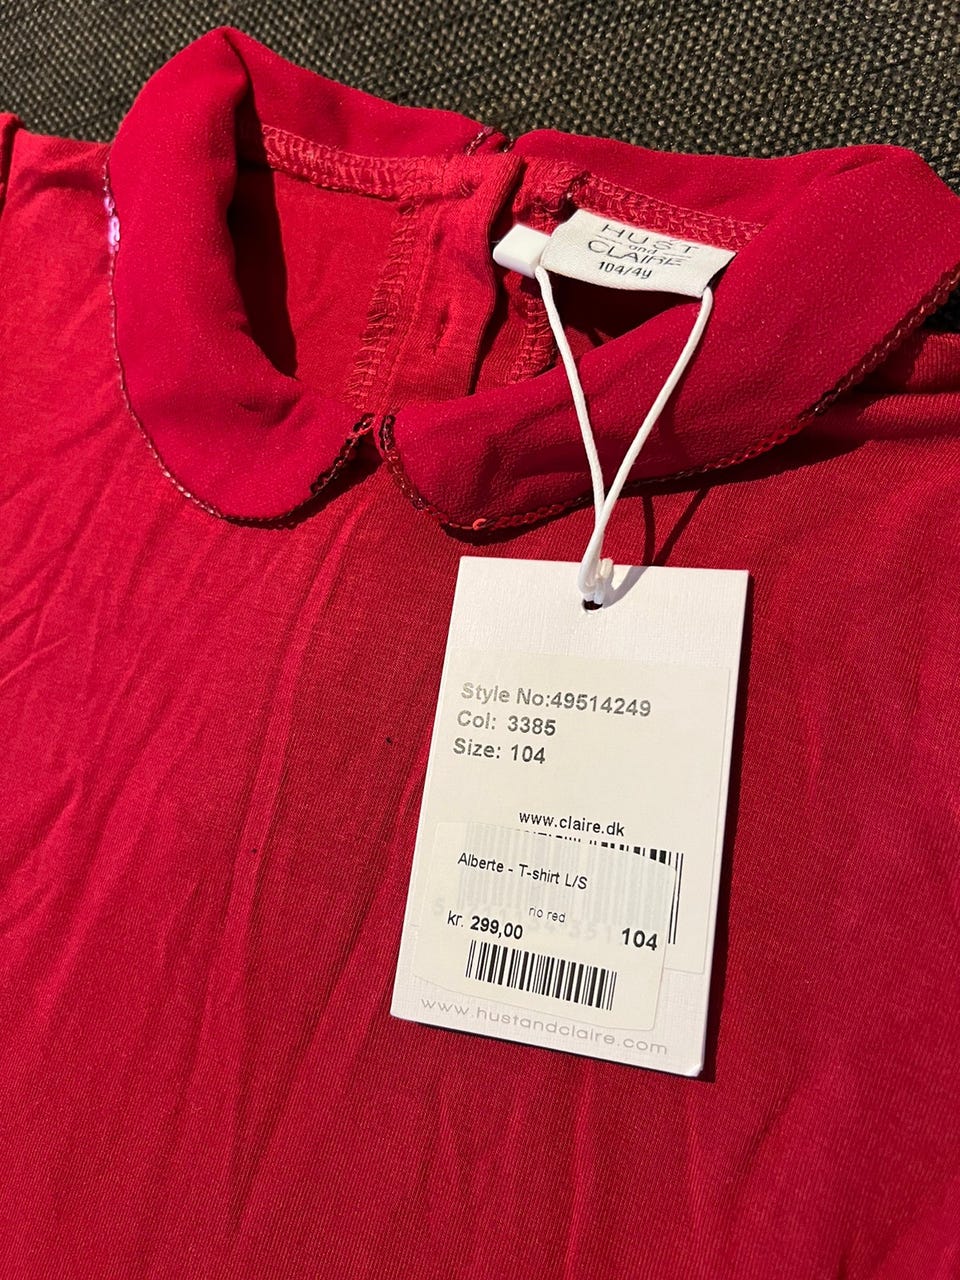 HUST
and
CLAIRE
104/4y
Style No:49514249
Col: 3385
Size: 104
www.claire.dk
Alberte - T-shirt L/S
rio red
kr. 299,00
104
www.hustandclaire.com